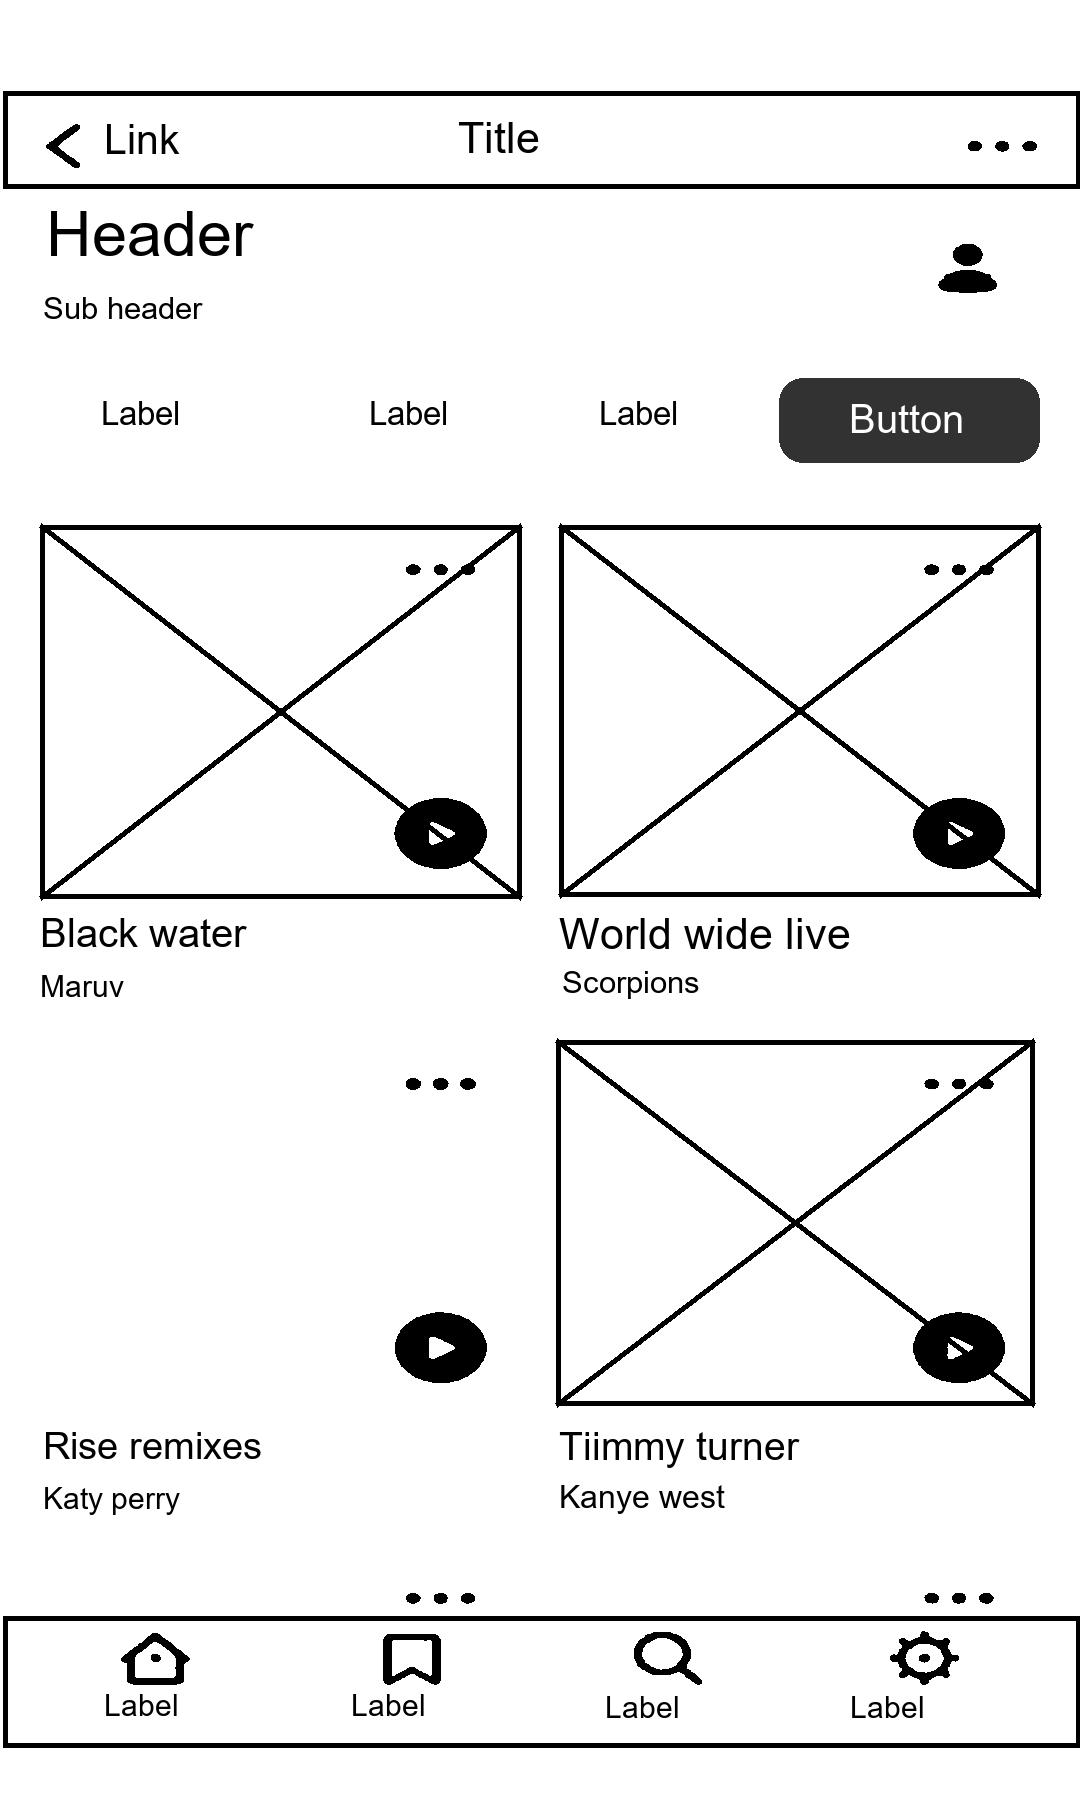 Link
Title
Header
Sub header
Label
Label
Label
Button
Black water
World wide live
Maruv
Scorpions
Rise remixes
Tiimmy turner
Katy perry
Kanye west
Label
Label
Label
Label